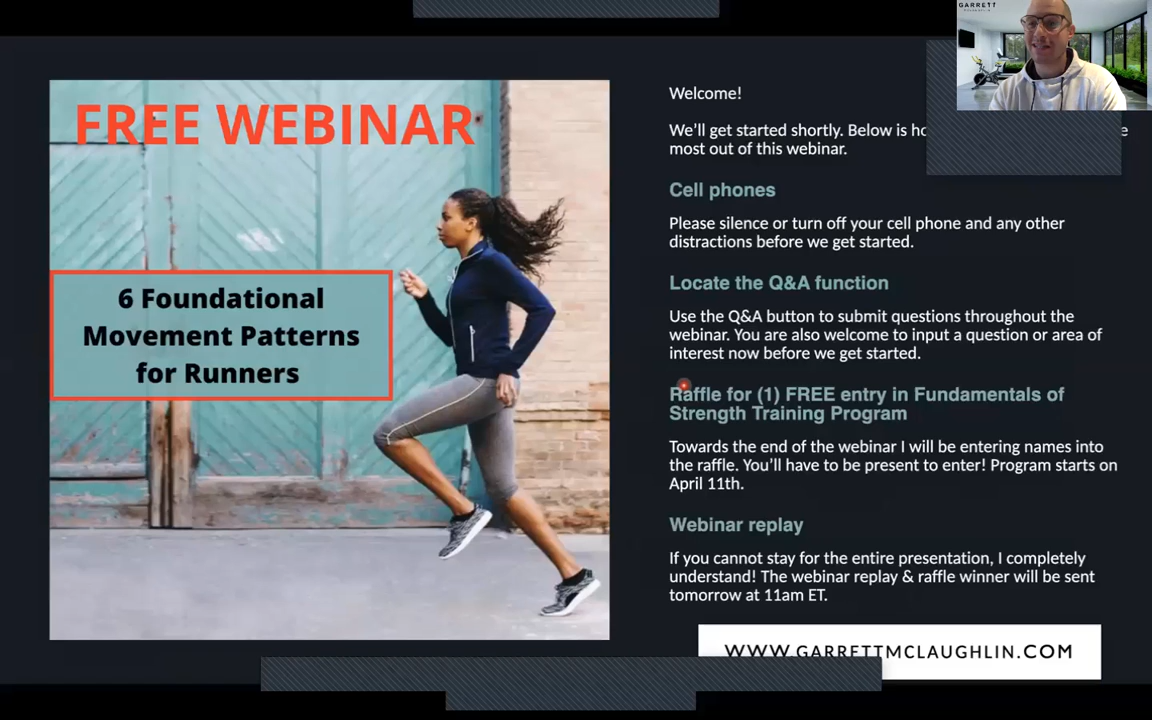 GARRETT
FREE WEBINAR
6 Foundational
Movement Patterns
for Runners
Welcome!
We'll get started shortly. Below is
most out of this webinar.
Cell phones
Please silence or turn off your cell phone and any other
distractions before we get started.
Locate the Q&A function
Use the Q&A button to submit questions throughout the
webinar. You are also welcome to input a question or area of
interest now before we get started.
Raffle for (1) FREE entry in Fundamentals of
Strength Training Program
Towards the end of the webinar I will be entering names into
the raffle. You'll have to be present to enter! Program starts on
April 11th.
Webinar replay
If you cannot stay for the entire presentation, I completely
understand! The webinar replay & raffle winner will be sent
tomorrow at 11am ET.
WWW.GARRETTMCLAUGHLIN.COM